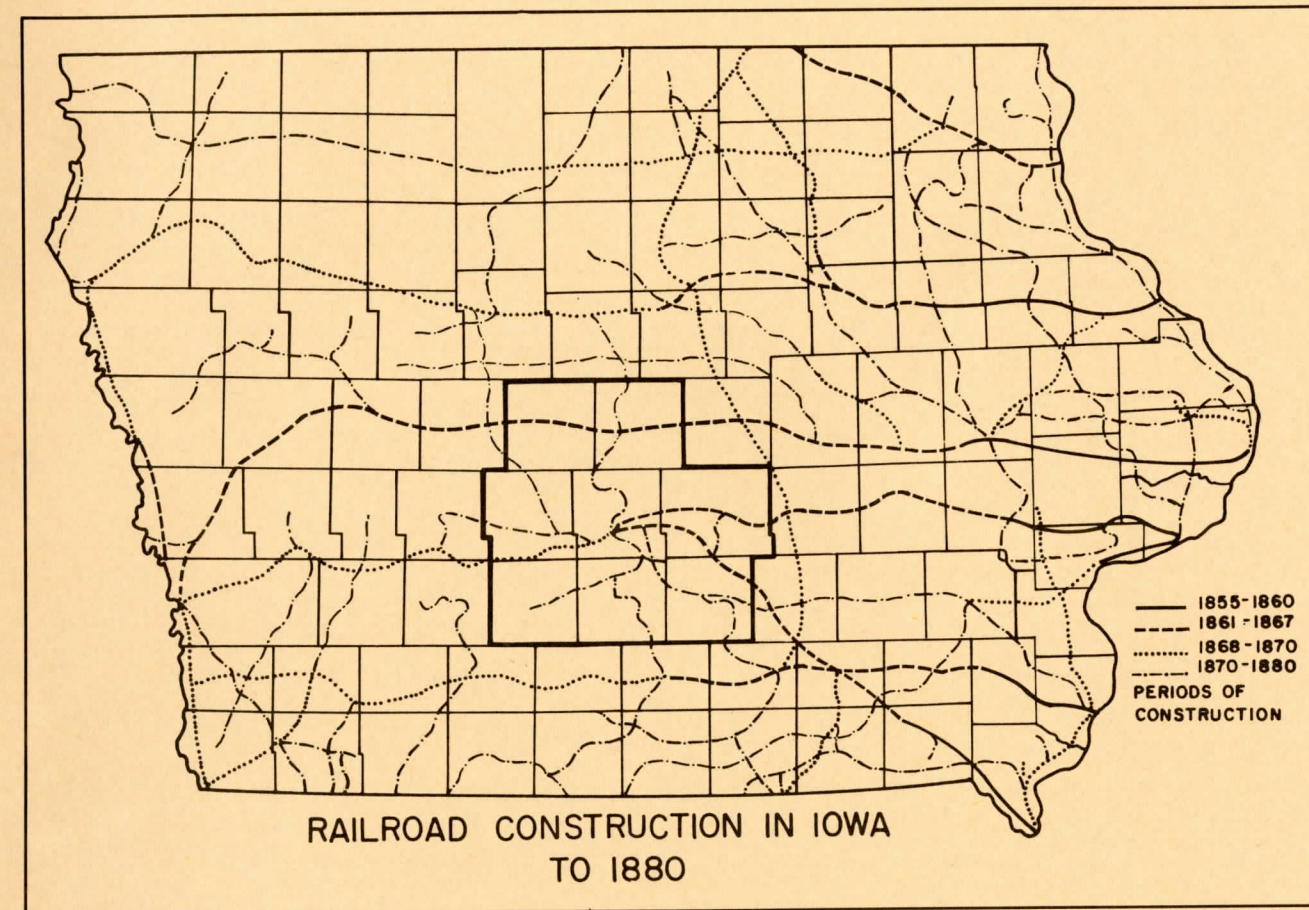 1855-1860
1861-1867
1868-1870
1870-1880
PERIODS OF
CONSTRUCTION
RAILROAD CONSTRUCTION IN IOWA
TO 1880